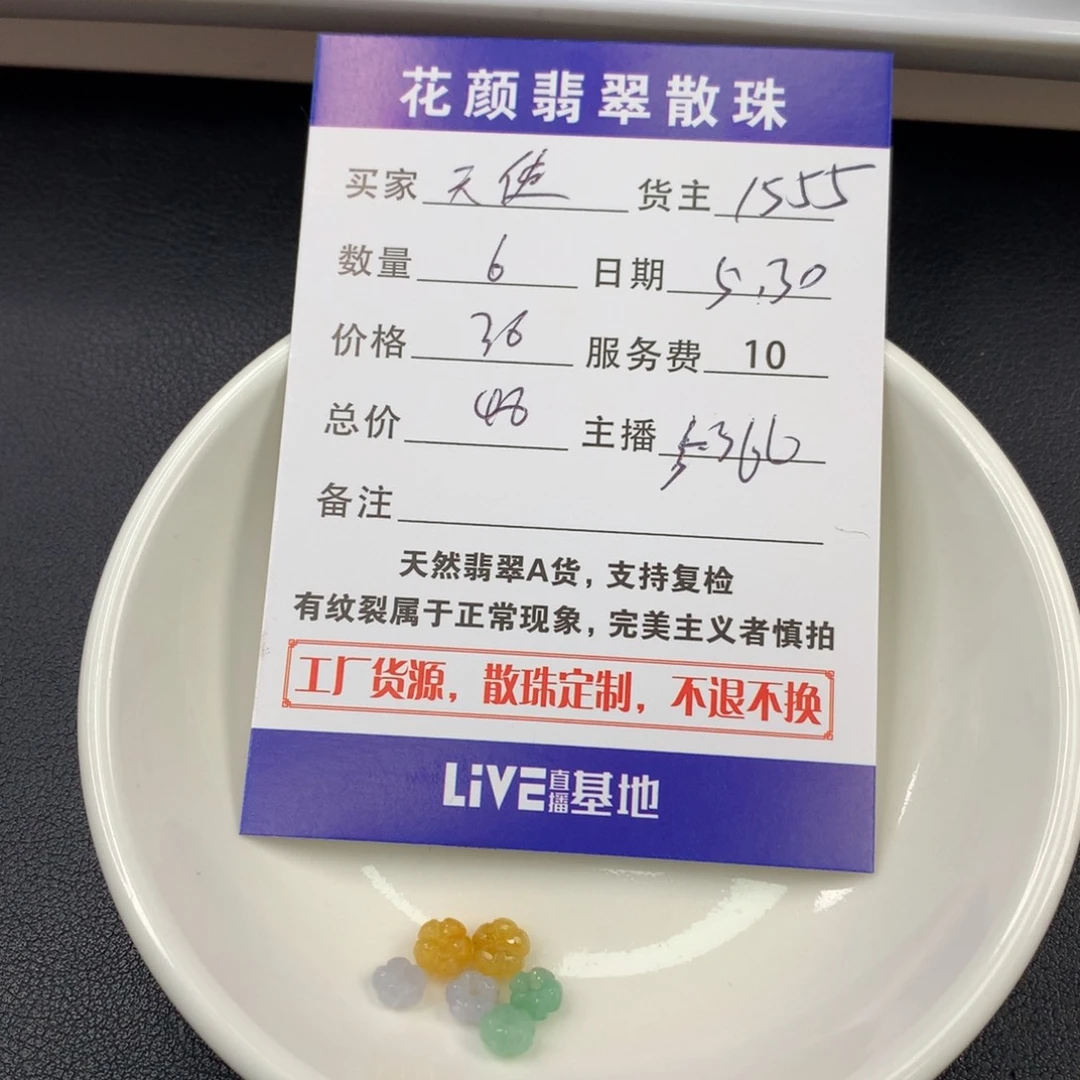 花颜翡翠散珠
买家 天使 货主 1555
数量 6 日期 5.30
价格 36 服务费 10
总价 46 主播
备注
天然翡翠A货，支持复检
有纹裂属于正常现象，完美主义者慎拍
工厂货源，散珠定制，不退不换
LiVE直播基地